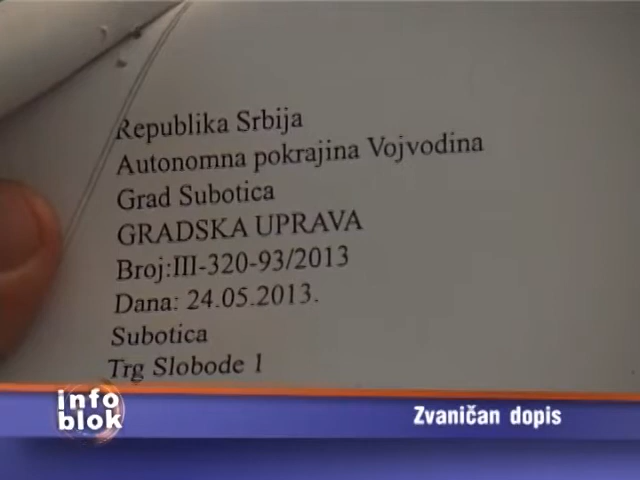 Republika Srbija
Autonomna pokrajina Vojvodina
Grad Subotica
GRADSKA UPRAVA
Broj:III-320-93/2013
Dana: 24.05.2013.
Subotica
Trg Slobode 1
info
blok
Zvaničan dopis